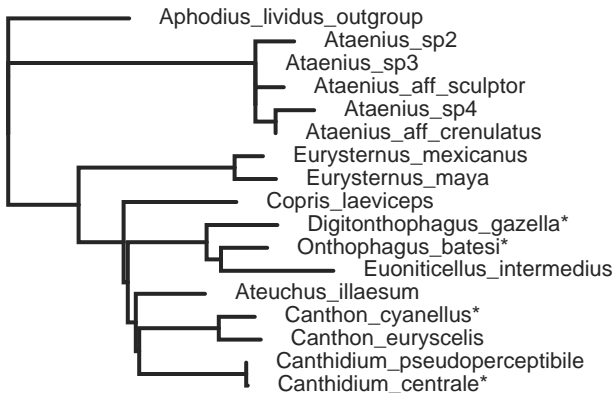 Aphodius_lividus_outgroup
Ataenius_sp2
Ataenius_sp3
Ataenius_aff_sculptor
Ataenius_sp4
Ataenius_aff_crenulatus
Eurysternus_mexicanus
Eurysternus_maya
Copris_laeviceps
Digitonthophagus_gazella*
Onthophagus_batesi*
Euoniticellus_intermedius
Ateuchus_illaesum
Canthon_cyanellus*
Canthon_euryscelis
Canthidium_pseudoperceptibile
Canthidium_centrale*